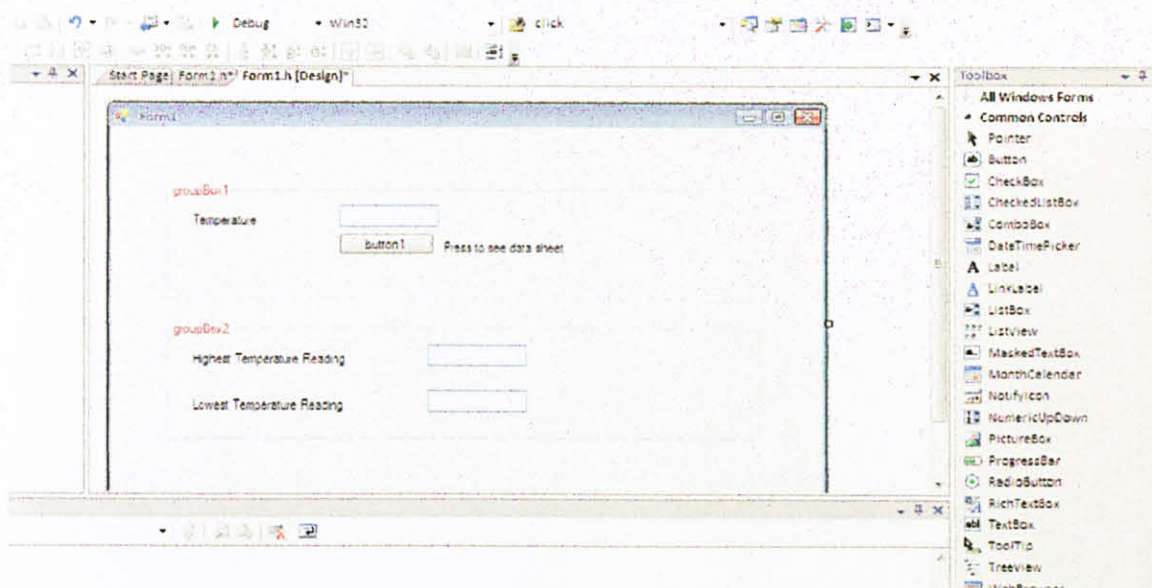 Debug Win32 click
Start Page Form1.h* Form1.h [Design]*
Toolbox
Form1
groupBox1
Temperature
button1 Press to see data sheet
groupBox2
Highest Temperature Reading
Lowest Temperature Reading
All Windows Forms
Common Controls
Pointer
Button
CheckBox
CheckedListBox
ComboBox
DateTimePicker
Label
LinkLabel
ListBox
ListView
MaskedTextBox
MonthCalendar
NotifyIcon
NumericUpDown
PictureBox
ProgressBar
RadioButton
RichTextBox
TextBox
ToolTip
TreeView
WebBrowser